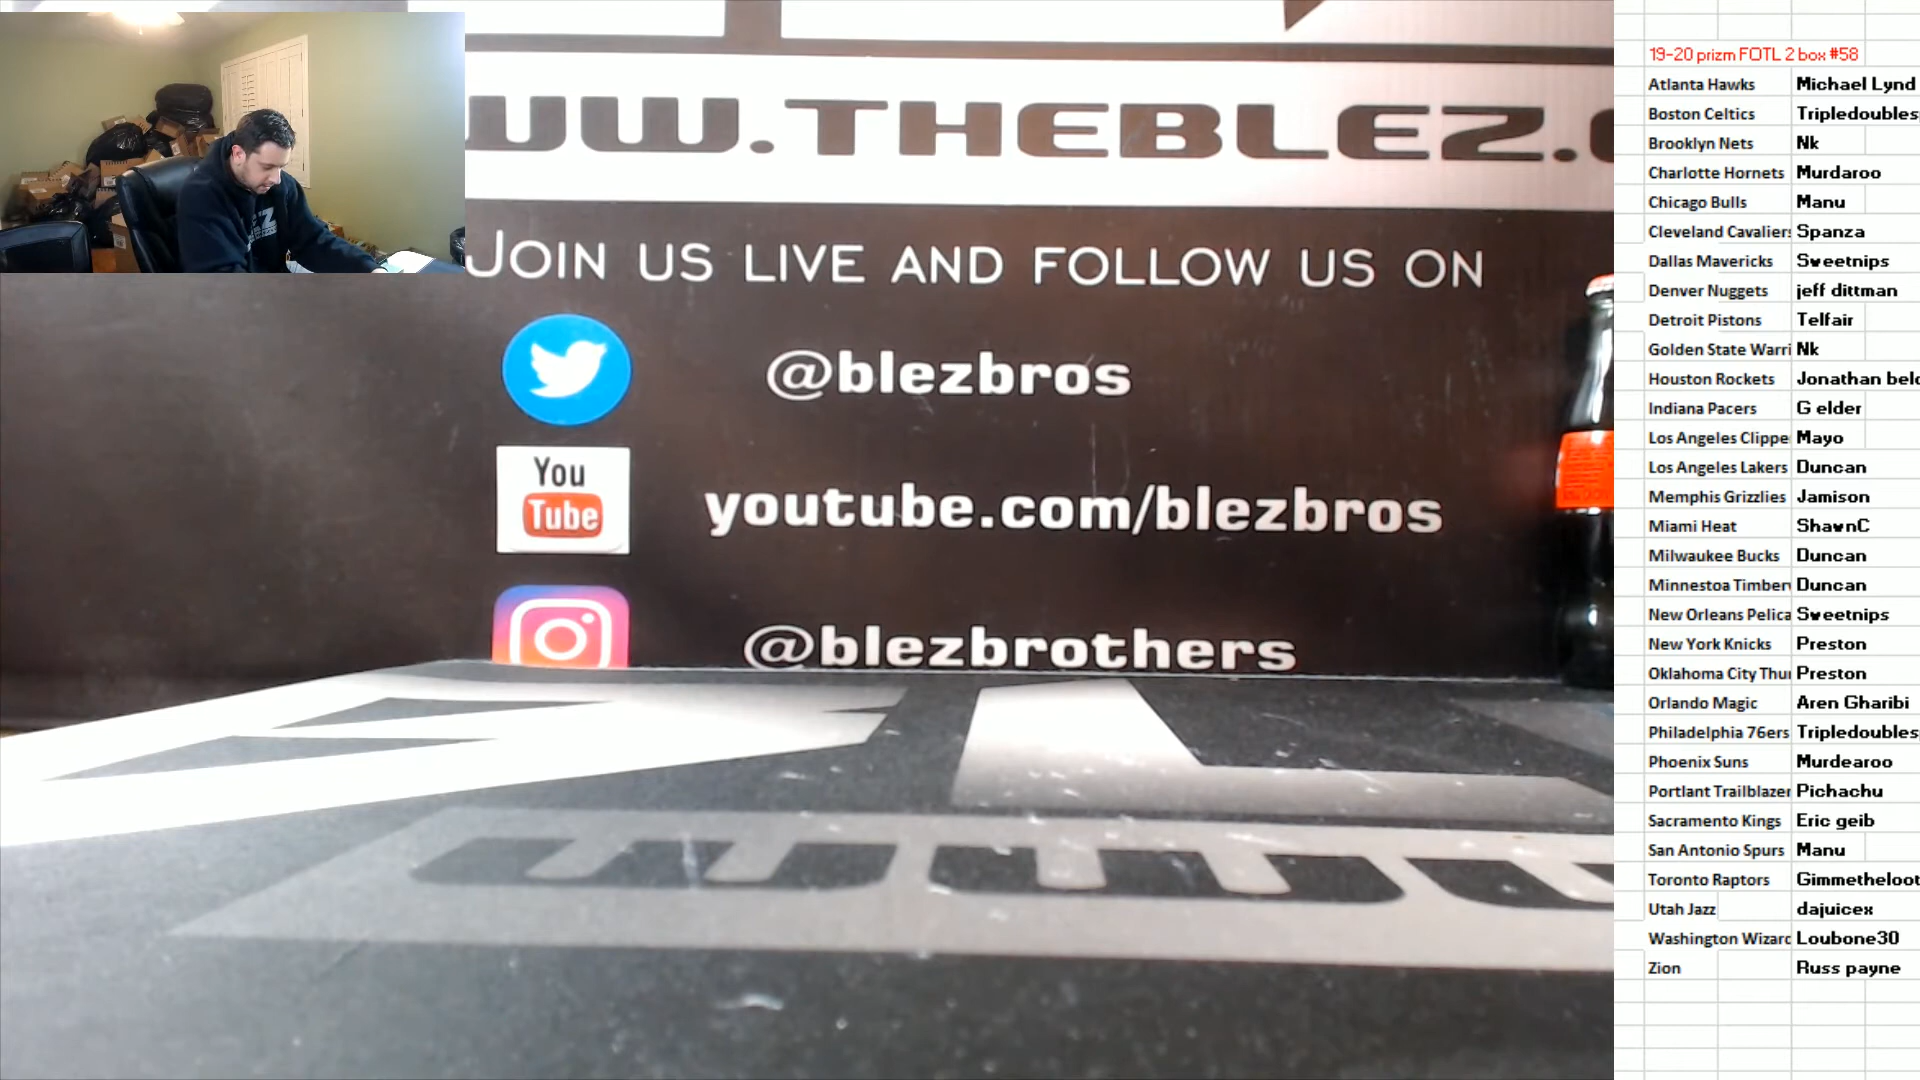 WWW.THEBLEZ.
JOIN US LIVE AND FOLLOW US ON
@blezbros
You
Tube
youtube.com/blezbros
@blezbrothers
19-20 prizm FOTL 2 box #58
Atlanta Hawks Michael Lynd
Boston Celtics Tripledoubles
Brooklyn Nets Nk
Charlotte Hornets Murdaroo
Chicago Bulls Manu
Cleveland Cavaliers Spanza
Dallas Mavericks Sweetnips
Denver Nuggets jeff dittman
Detroit Pistons Telfair
Golden State Warri Nk
Houston Rockets Jonathan belc
Indiana Pacers G elder
Los Angeles Clippe Mayo
Los Angeles Lakers Duncan
Memphis Grizzlies Jamison
Miami Heat ShawnC
Milwaukee Bucks Duncan
Minnestoa Timberv Duncan
New Orleans Pelica Sweetnips
New York Knicks Preston
Oklahoma City Thu Preston
Orlando Magic Aren Gharibi
Philadelphia 76ers Tripledoubles
Phoenix Suns Murdearoo
Portlant Trailblazer Pichachu
Sacramento Kings Eric geib
San Antonio Spurs Manu
Toronto Raptors Gimmetheloot
Utah Jazz dajuicex
Washington Wizard Loubone30
Zion Russ payne